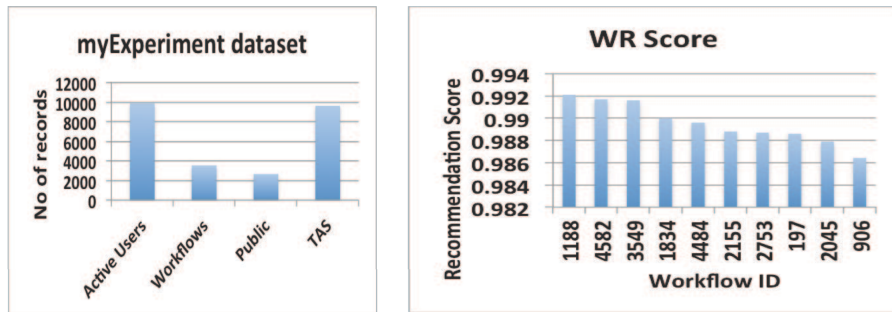 myExperiment dataset
No of records
12000
10000
8000
6000
4000
2000
0
Active Users
Workflows
Public
TAS
WR Score
Recommendation Score
0.994
0.992
0.99
0.988
0.986
0.984
0.982
1188
4582
3549
1834
4484
2155
2753
197
2045
906
Workflow ID